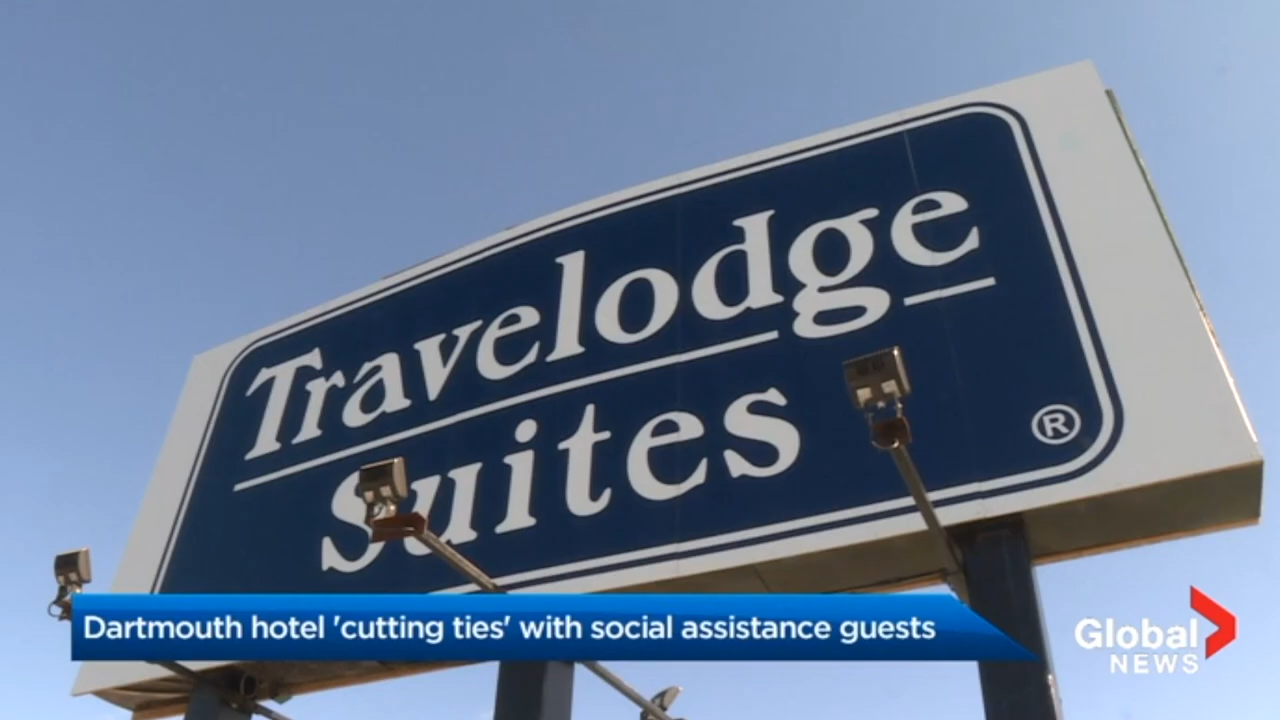 Travelodge
Suites
®
Dartmouth hotel 'cutting ties' with social assistance guests
Global
NEWS